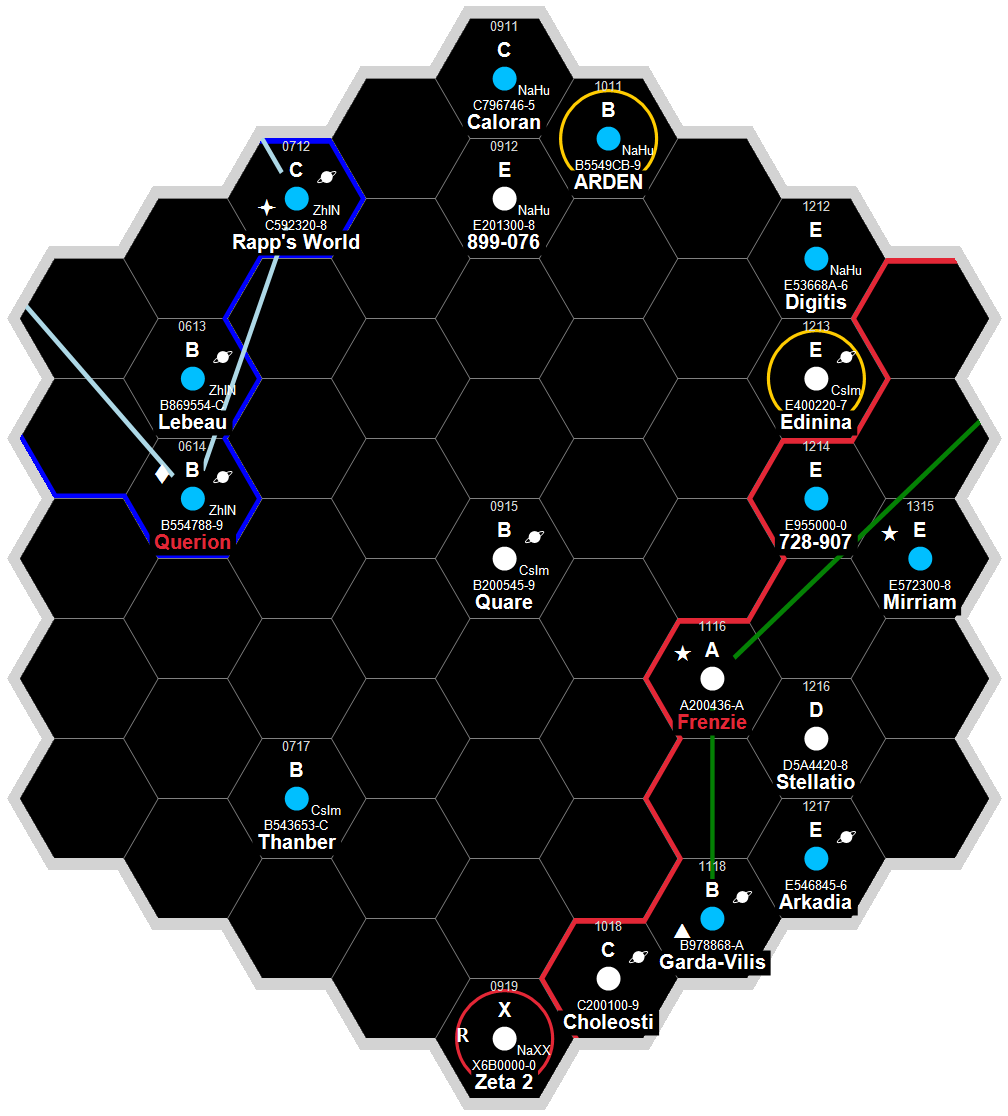 0911
C
NaHu
C796746-5
Caloran
1011
B
NaHu
B5549CB-9
ARDEN
0712
C
ZhIN
C592320-8
Rapp's World
0912
E
NaHu
E201300-8
899-076
1212
E
NaHu
E53668A-6
Digitis
0613
B
ZhIN
B869554-C
Lebeau
1213
E
CsIm
E400220-7
Edinina
0614
B
ZhIN
B554788-9
Querion
1214
E
E955000-0
728-907
0915
B
CsIm
B200545-9
Quare
1315
E
E572300-8
Mirriam
1116
A
A200436-A
Frenzie
1216
D
D5A4420-8
Stellatio
0717
B
CsIm
B543653-C
Thanber
1217
E
E546845-6
Arkadia
1118
B
B978868-A
Garda-Vilis
1018
C
C200100-9
Choleosti
0919
X
R
NaXX
X6B0000-0
Zeta 2